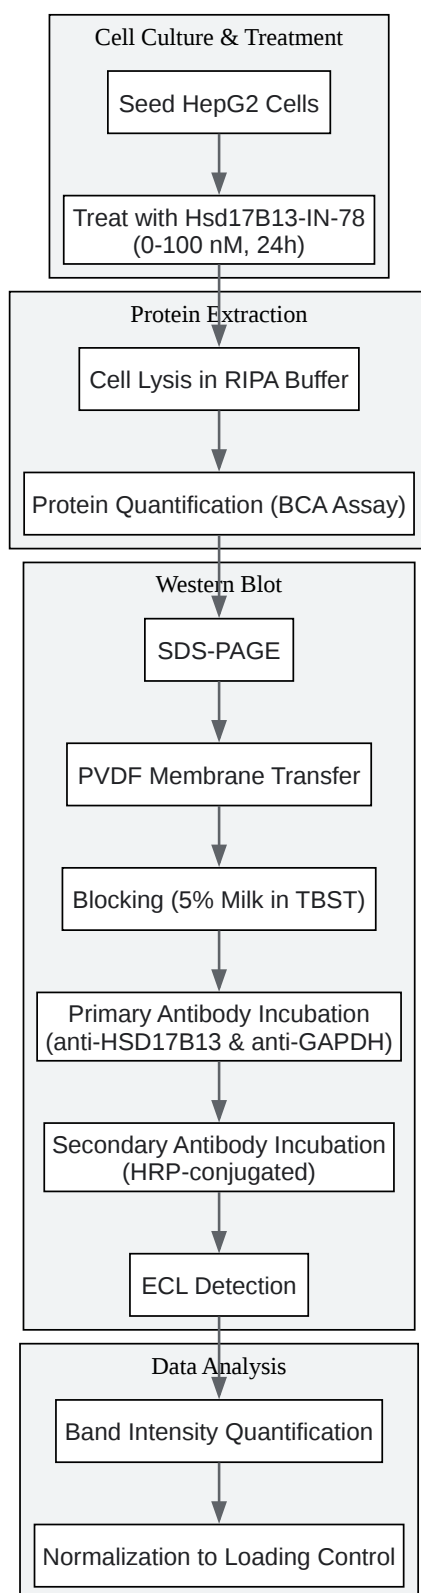 Cell Culture & Treatment
Seed HepG2 Cells
Treat with Hsd17B13-IN-78
(0-100 nM, 24h)
Protein Extraction
Cell Lysis in RIPA Buffer
Protein Quantification (BCA Assay)
Western Blot
SDS-PAGE
PVDF Membrane Transfer
Blocking (5% Milk in TBST)
Primary Antibody Incubation
(anti-HSD17B13 & anti-GAPDH)
Secondary Antibody Incubation
(HRP-conjugated)
ECL Detection
Data Analysis
Band Intensity Quantification
Normalization to Loading Control